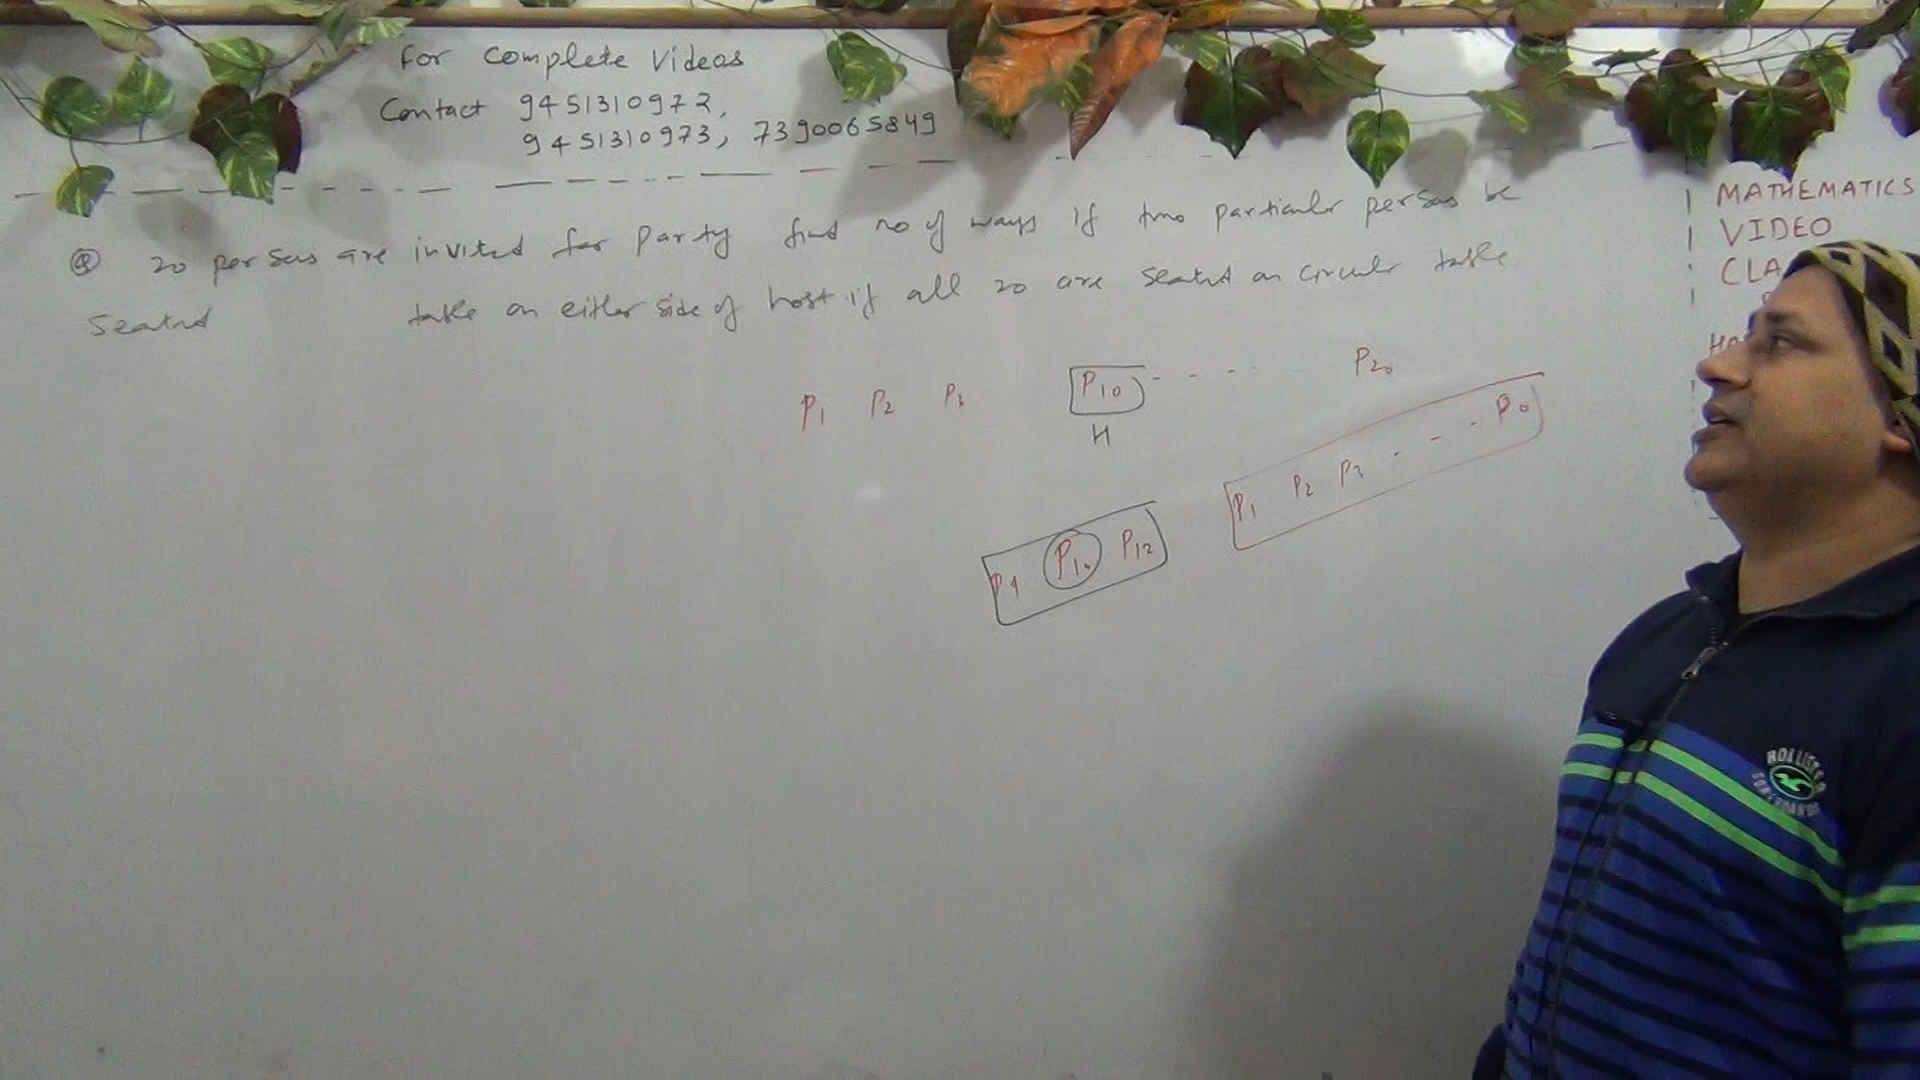 For Complete Videos
Contact 9451310972,
9451310973, 7390065849
Q 20 persons are invited for Party find no of ways if two particular persons be
seated table on either side of host if all 20 are seated on circular table
P1 P2 P3 P10 - - - - P20
H
P1 P2 P3 - - - P
P10 P12
MATHEMATICS
VIDEO
CLA
HOLLISTER